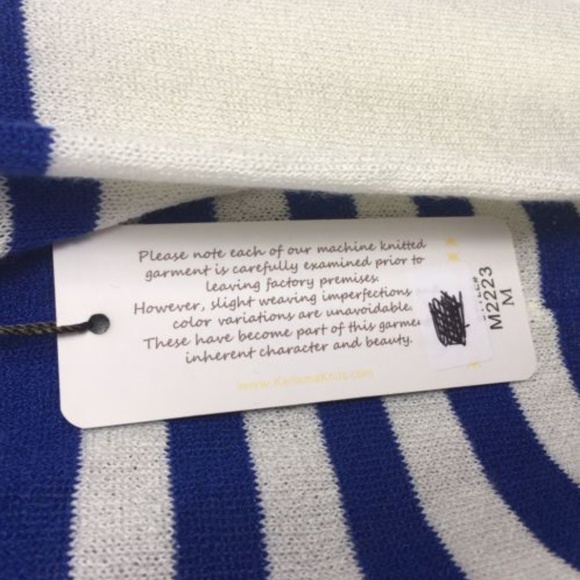 Please note each of our machine knitted
garment is carefully examined prior to
leaving factory premises.
However, slight weaving imperfections
color variations are unavoidable.
These have become part of this garme
inherent character and beauty.
M2223
M